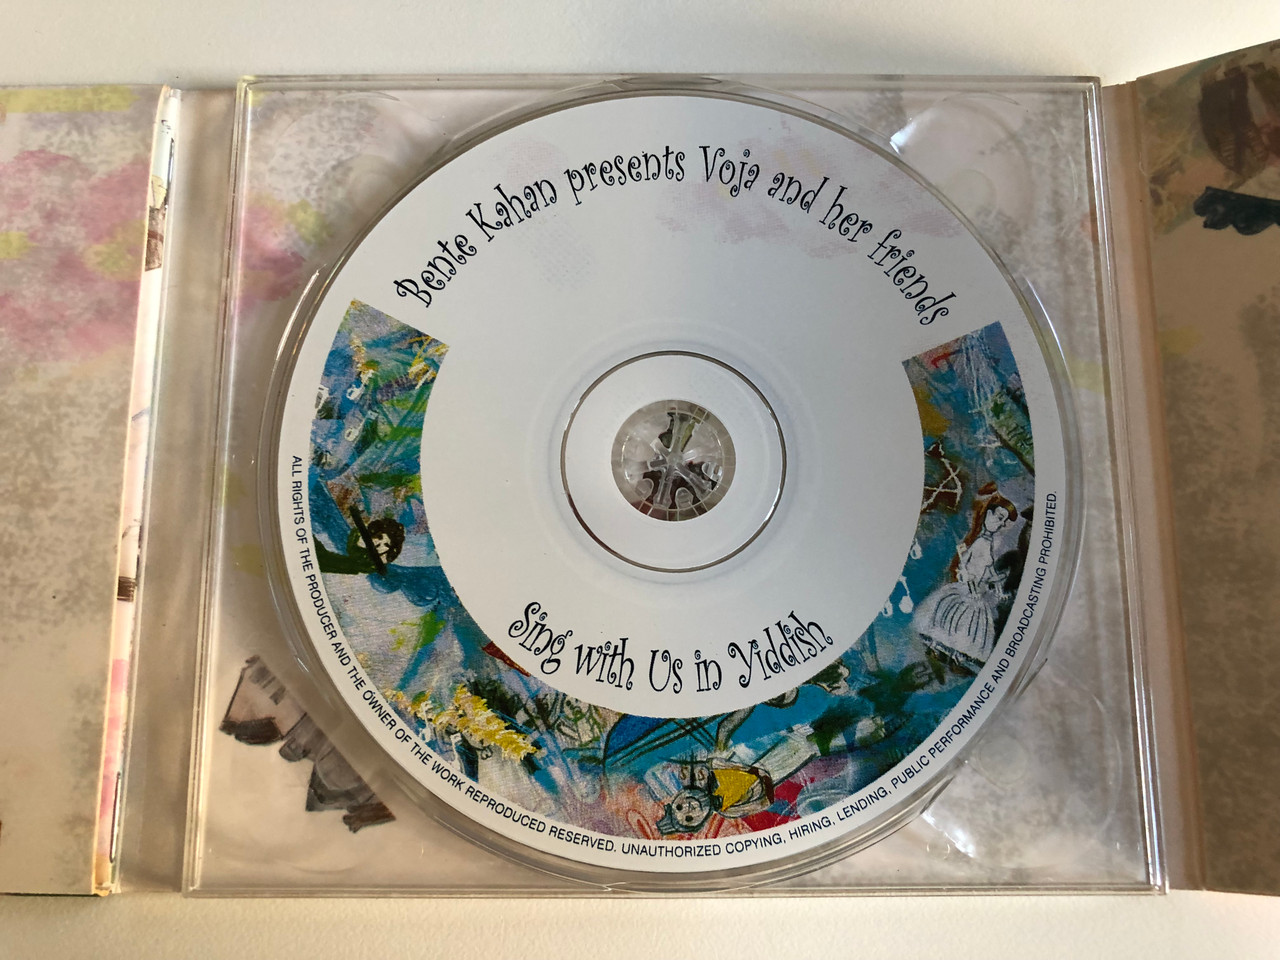 Bente Kahan presents Voja and her friends
Sing with Us in Yiddish
ALL RIGHTS OF THE PRODUCER AND THE OWNER OF THE WORK REPRODUCED RESERVED. UNAUTHORIZED COPYING, HIRING, LENDING, PUBLIC PERFORMANCE AND BROADCASTING PROHIBITED.